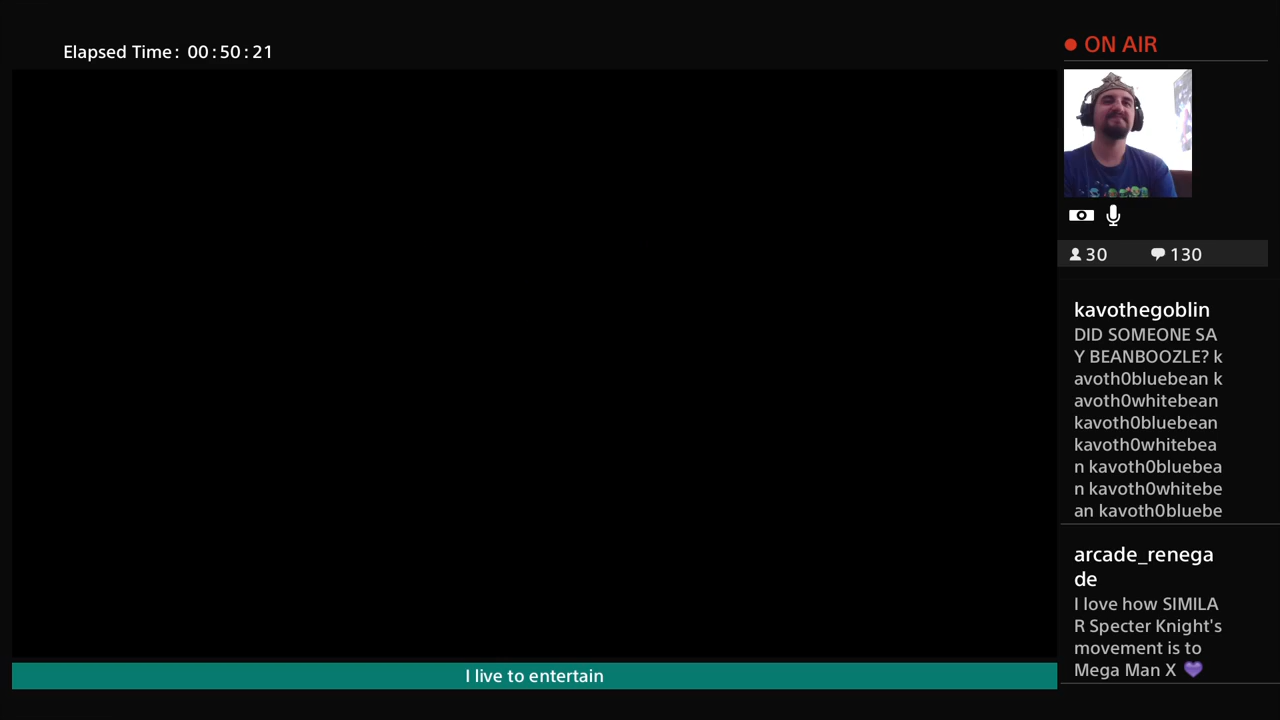 Elapsed Time: 00:50:21
ON AIR
30 130
kavothegoblin
DID SOMEONE SA
Y BEANBOOZLE? k
avoth0bluebean k
avoth0whitebean
kavoth0bluebean
kavoth0whitebea
n kavoth0bluebea
n kavoth0whitebe
an kavoth0bluebe
arcade_renega
de
I love how SIMILA
R Specter Knight's
movement is to
Mega Man X 💜
I live to entertain